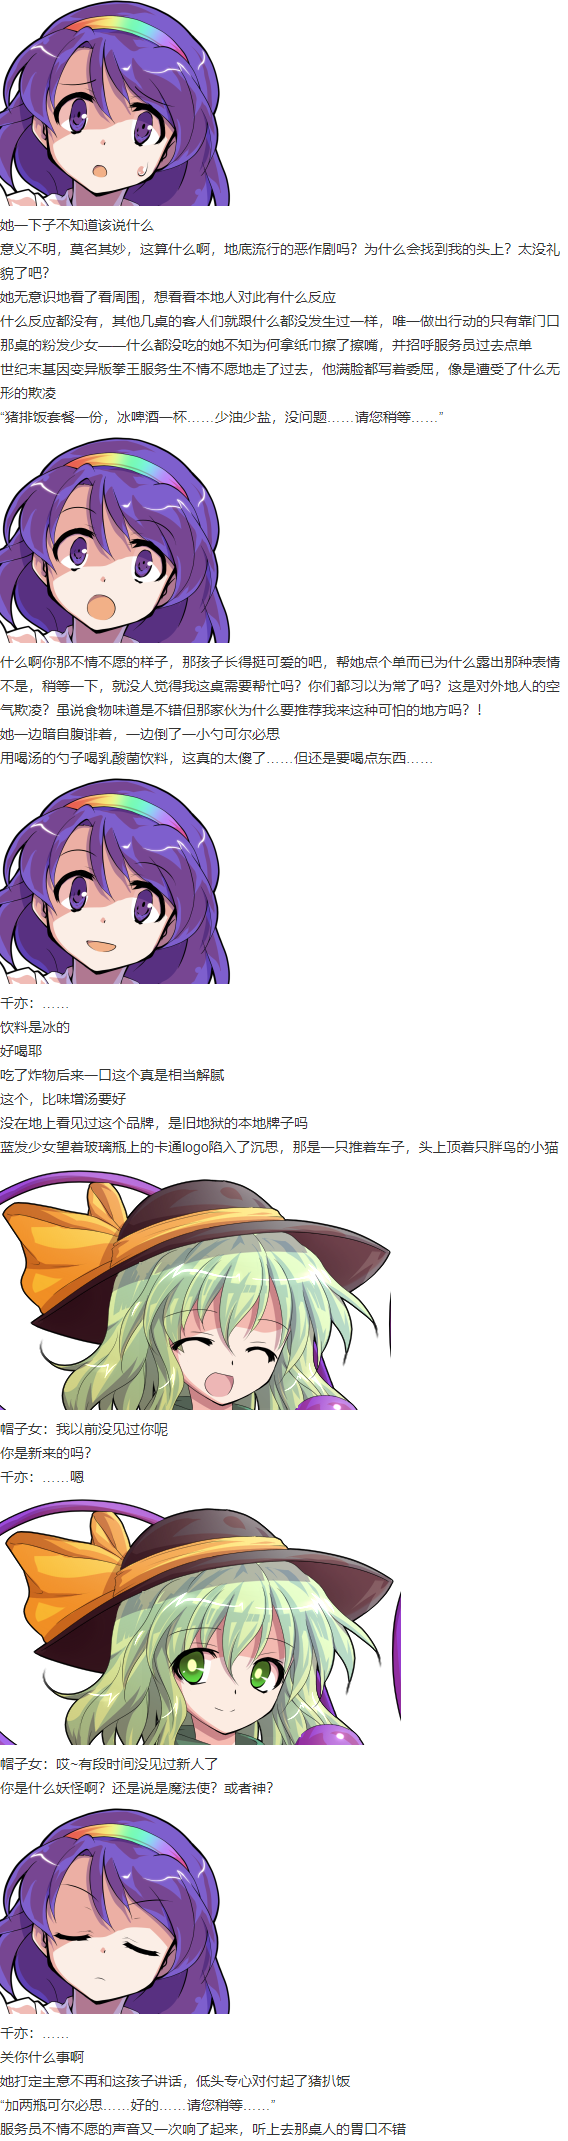 她一下子不知道该说什么
意义不明，莫名其妙，这算什么啊，地底流行的恶作剧吗？为什么会找到我的头上？太没礼
貌了吧？
她无意识地看了看周围，想看看本地人对此有什么反应
什么反应都没有，其他几桌的客人们就跟什么都没发生过一样，唯一做出行动的只有靠门口
那桌的粉发少女——什么都没吃的她不知为何拿纸巾擦了擦嘴，并招呼服务员过去点单
世纪末基因变异版拳王服务生不情不愿地走了过去，他满脸都写着委屈，像是遭受了什么无
形的欺凌
“猪排饭套餐一份，冰啤酒一杯……少油少盐，没问题……请您稍等……”
什么啊你那不情不愿的样子，那孩子长得挺可爱的吧，帮她点个单而已为什么露出那种表情
不是，稍等一下，就没人觉得我这桌需要帮忙吗？你们都习以为常了吗？这是对外地人的空
气欺凌？虽说食物味道是不错但那家伙为什么要推荐我来这种可怕的地方吗？！
她一边暗自腹诽着，一边倒了一小勺可尔必思
用喝汤的勺子喝乳酸菌饮料，这真的太傻了……但还是要喝点东西……
千亦：……
饮料是冰的
好喝耶
吃了炸物后来一口这个真是相当解腻
这个，比味增汤要好
没在地上看见过这个品牌，是旧地狱的本地牌子吗
蓝发少女望着玻璃瓶上的卡通logo陷入了沉思，那是一只推着车子，头上顶着只胖鸟的小猫
帽子女：我以前没见过你呢
你是新来的吗？
千亦：……嗯
帽子女：哎~有段时间没见过新人了
你是什么妖怪啊？还是说是魔法使？或者神？
千亦：……
关你什么事啊
她打定主意不再和这孩子讲话，低头专心对付起了猪扒饭
“加两瓶可尔必思……好的……请您稍等……”
服务员不情不愿的声音又一次响了起来，听上去那桌人的胃口不错